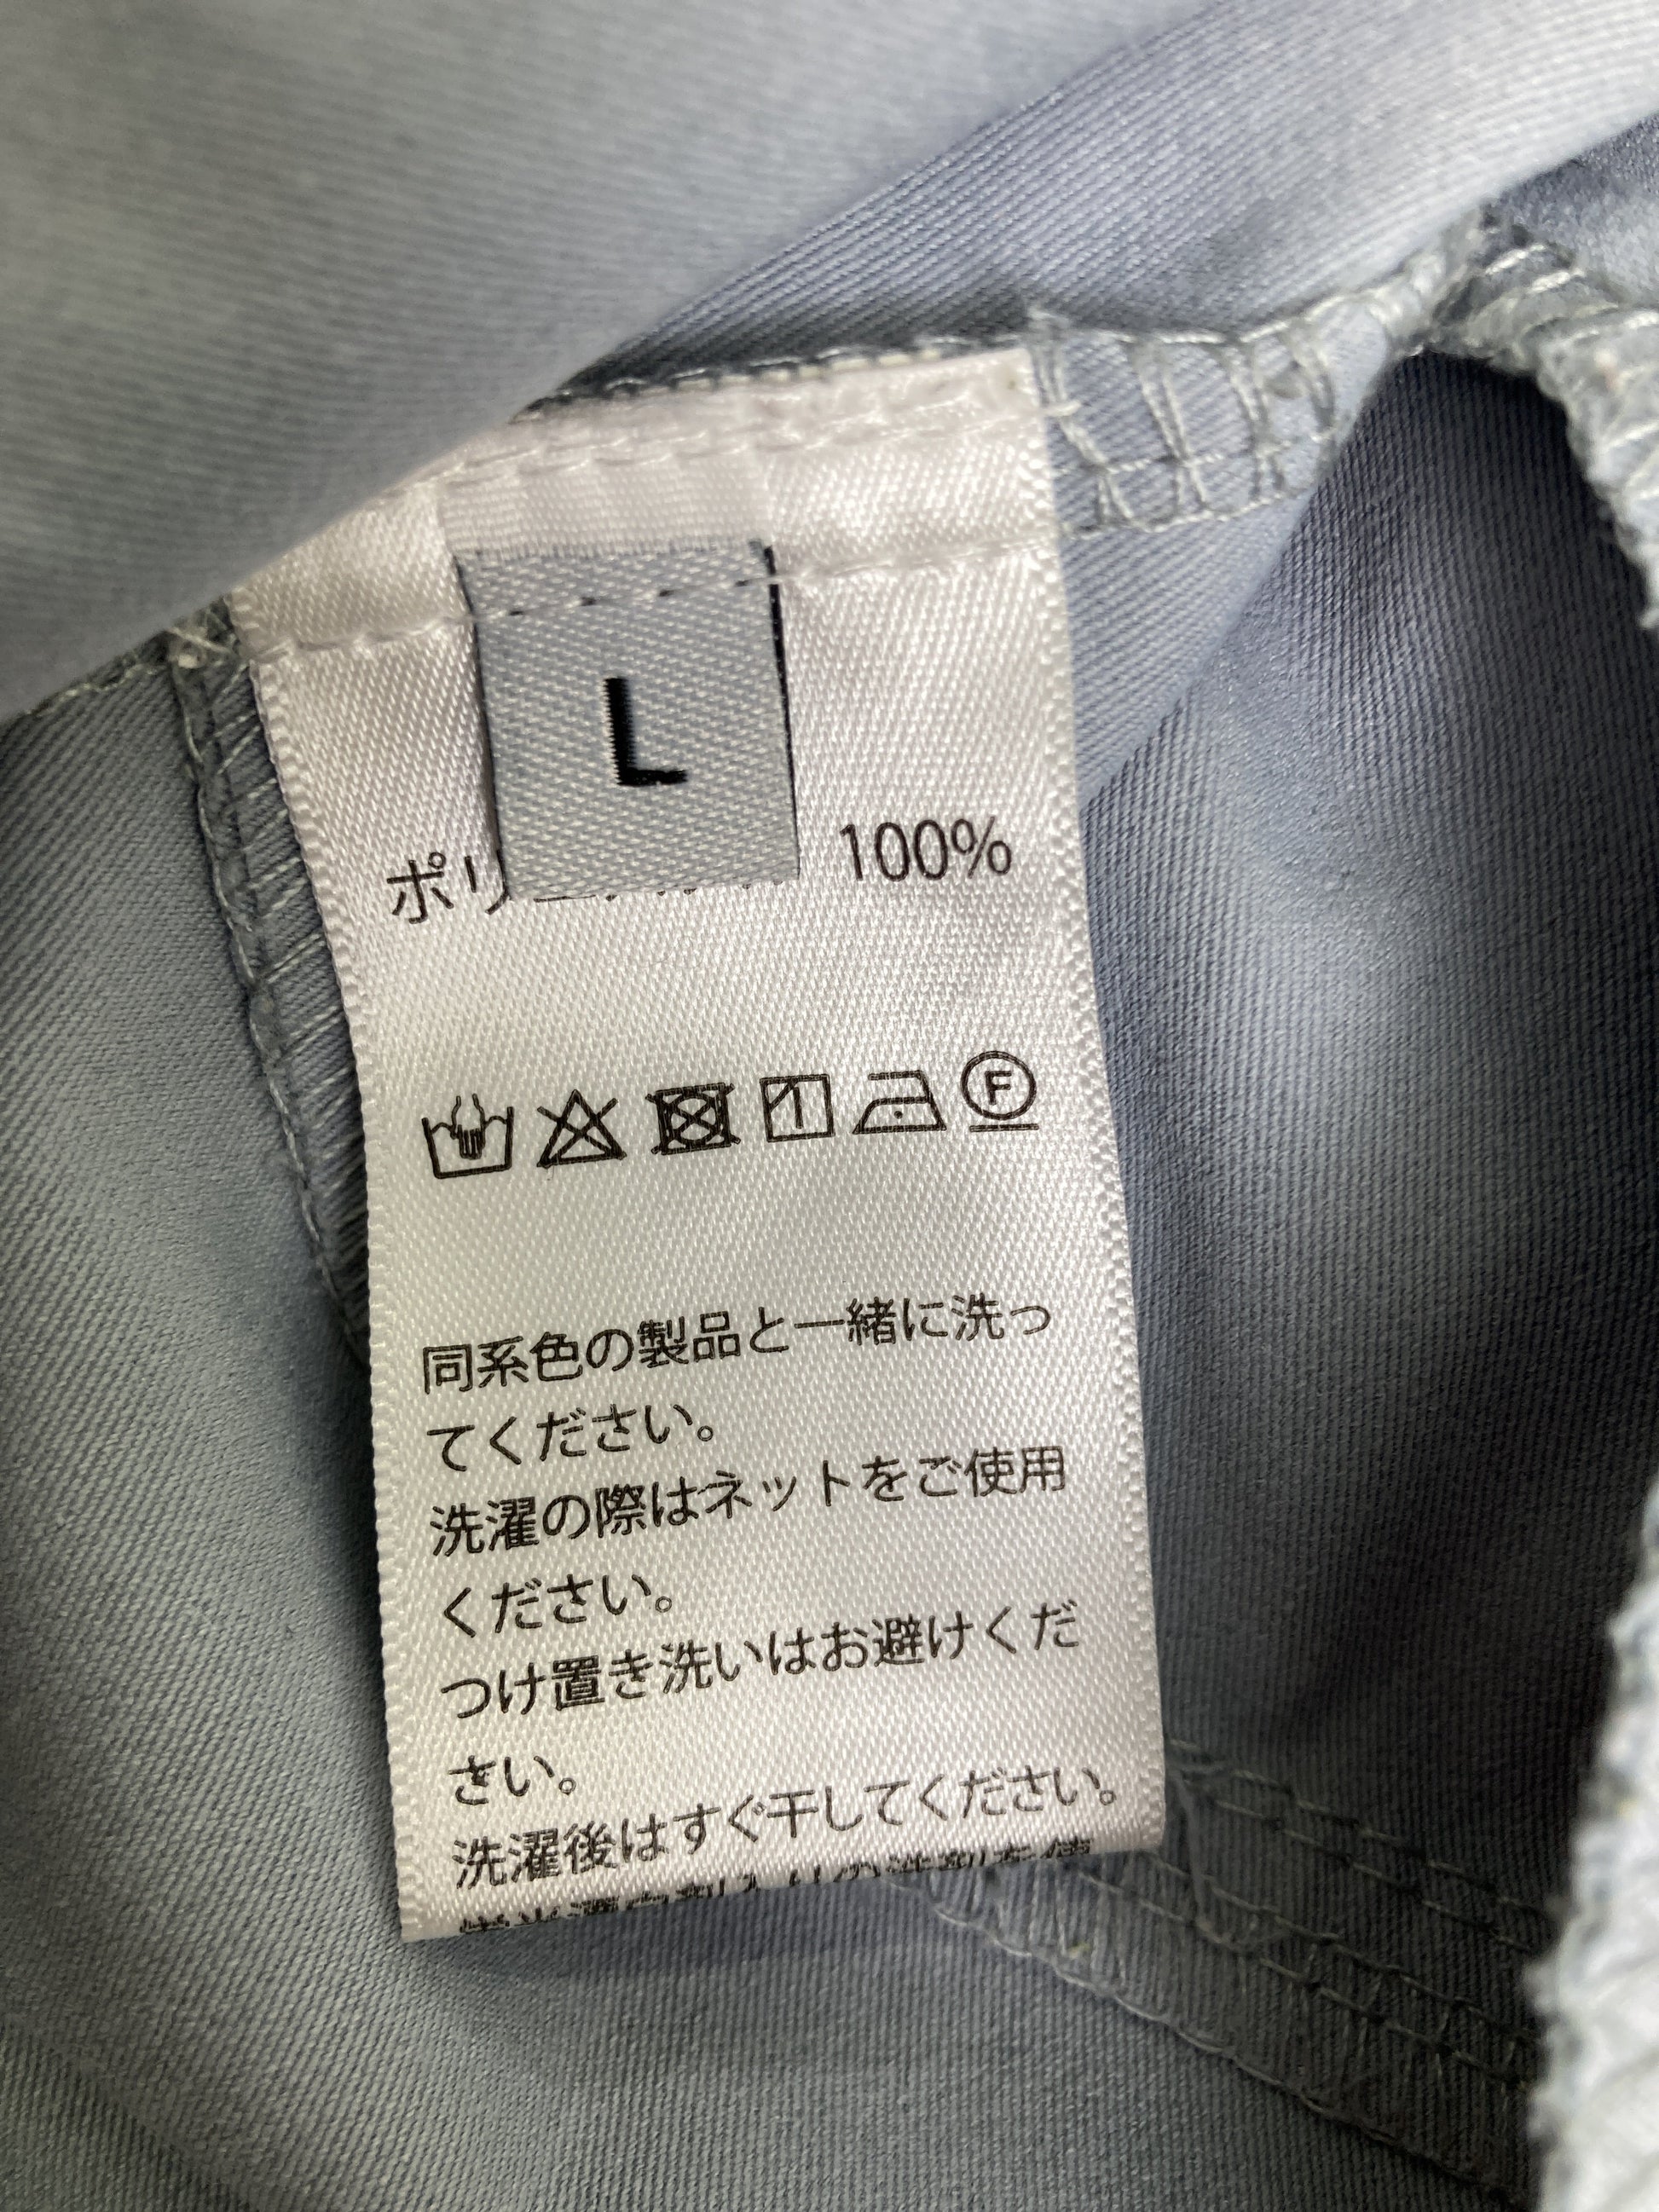 L
ポリ 100%
F
同系色の製品と一緒に洗っ
てください。
洗濯の際はネットをご使用
ください。
つけ置き洗いはお避けくだ
さい。
洗濯後はすぐ干してください。